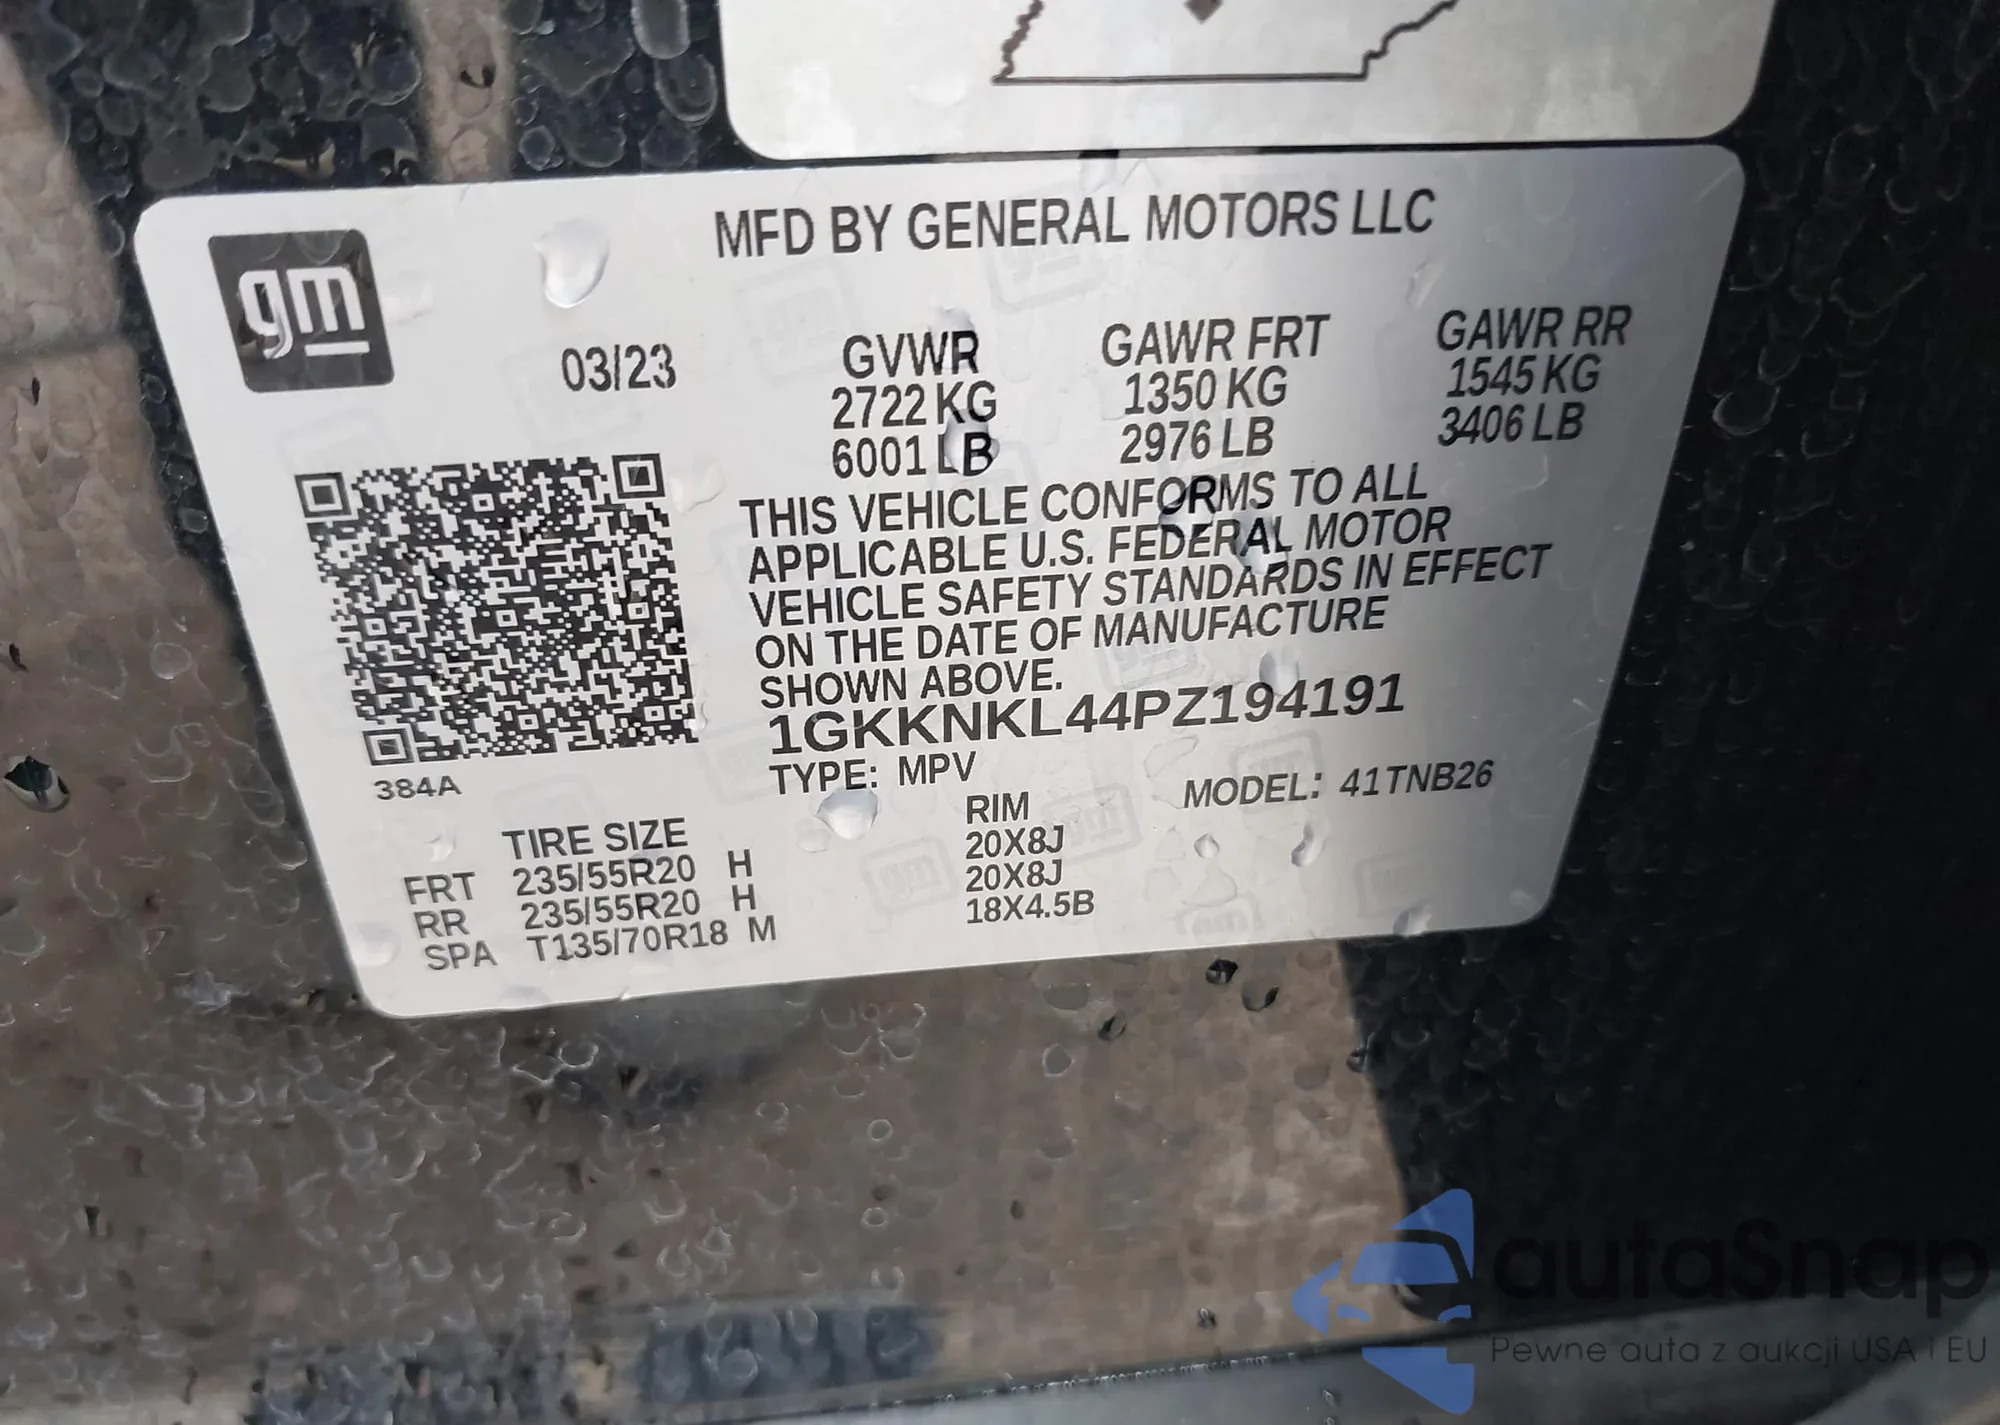 MFD BY GENERAL MOTORS LLC
gm
03/23 GVWR GAWR FRT GAWR RR
2722 KG 1350 KG 1545 KG
6001 LB 2976 LB 3406 LB
THIS VEHICLE CONFORMS TO ALL
APPLICABLE U.S. FEDERAL MOTOR
VEHICLE SAFETY STANDARDS IN EFFECT
ON THE DATE OF MANUFACTURE
SHOWN ABOVE.
1GKKNKL44PZ194191
TYPE: MPV MODEL: 41TNB26
384A
TIRE SIZE RIM
FRT 235/55R20 H 20X8J
RR 235/55R20 H 20X8J
SPA T135/70R18 M 18X4.5B
autaSnap
Pewne auta z aukcji USA i EU